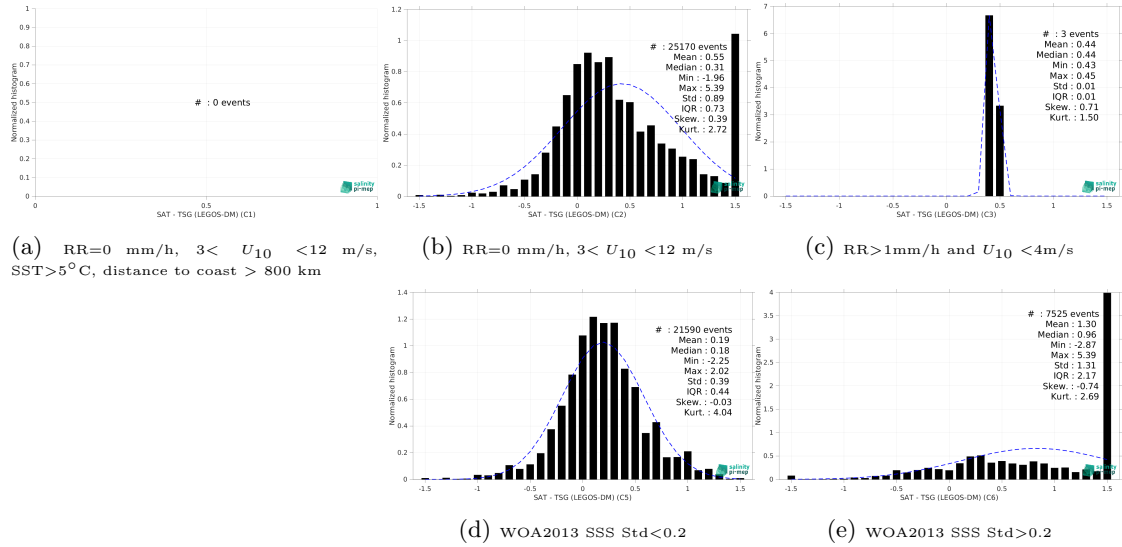 1
0.9
0.8
0.7
0.6
0.5
0.4
0.3
0.2
0.1
0
Normalized histogram
# : 0 events
salinity
pi-mep
0 0.5 1
SAT - TSG (LEGOS-DM) (C1)
1.2
1
0.8
0.6
0.4
0.2
0
Normalized histogram
# : 25170 events
Mean : 0.55
Median : 0.31
Min : -1.96
Max : 5.39
Std : 0.89
IQR : 0.73
Skew. : 0.39
Kurt. : 2.72
salinity
pi-mep
-1.5 -1 -0.5 0 0.5 1 1.5
SAT - TSG (LEGOS-DM) (C2)
7
6
5
4
3
2
1
0
Normalized histogram
# : 3 events
Mean : 0.44
Median : 0.44
Min : 0.43
Max : 0.45
Std : 0.01
IQR : 0.01
Skew. : 0.71
Kurt. : 1.50
salinity
pi-mep
-1.5 -1 -0.5 0 0.5 1 1.5
SAT - TSG (LEGOS-DM) (C3)
(a) RR=0 mm/h, 3< U10 <12 m/s,
SST>5°C, distance to coast > 800 km
(b) RR=0 mm/h, 3< U10 <12 m/s
(c) RR>1mm/h and U10 <4m/s
1.4
1.2
1
0.8
0.6
0.4
0.2
0
Normalized histogram
# : 21590 events
Mean : 0.19
Median : 0.18
Min : -2.25
Max : 2.02
Std : 0.39
IQR : 0.44
Skew. : -0.03
Kurt. : 4.04
salinity
pi-mep
-1.5 -1 -0.5 0 0.5 1 1.5
SAT - TSG (LEGOS-DM) (C5)
4
3.5
3
2.5
2
1.5
1
0.5
0
Normalized histogram
# : 7525 events
Mean : 1.30
Median : 0.96
Min : -2.87
Max : 5.39
Std : 1.31
IQR : 2.17
Skew. : -0.74
Kurt. : 2.69
salinity
pi-mep
-1.5 -1 -0.5 0 0.5 1 1.5
SAT - TSG (LEGOS-DM) (C6)
(d) WOA2013 SSS Std<0.2
(e) WOA2013 SSS Std>0.2